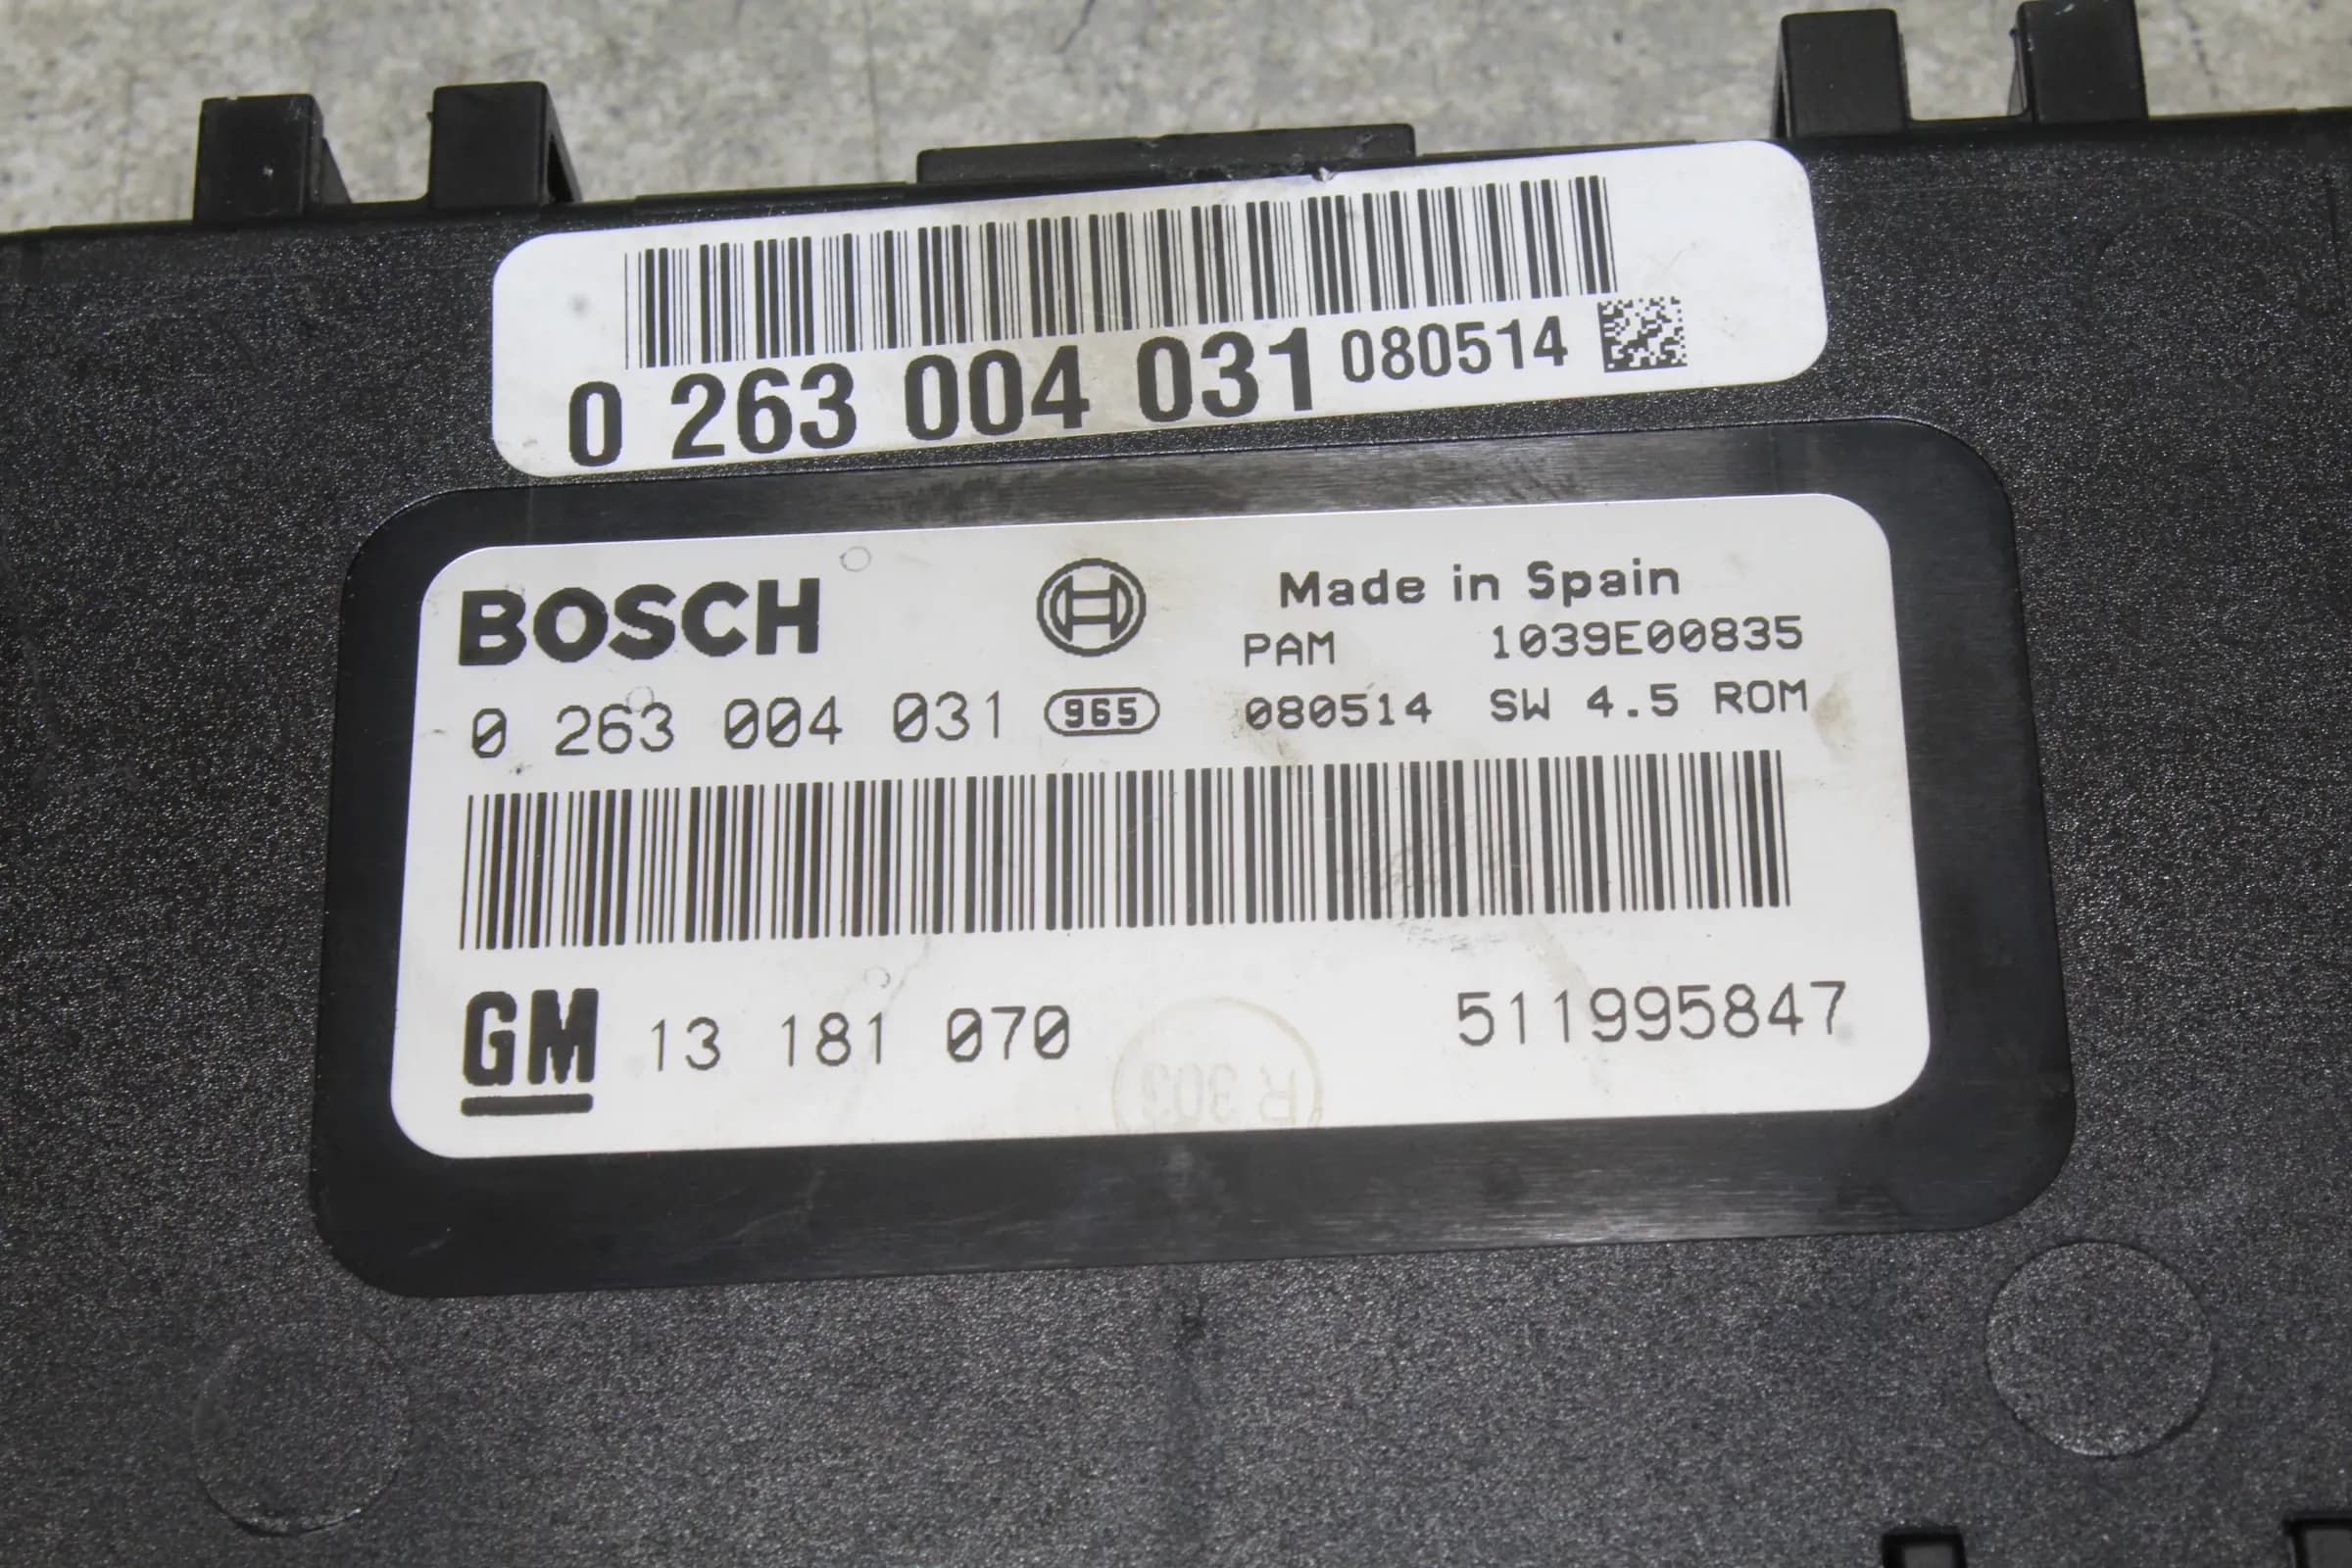 0 263 004 031 080514
BOSCH Made in Spain
PAM 1039E00835
0 263 004 031 965 080514 SW 4.5 ROM
GM 13 181 070 511995847
R 303